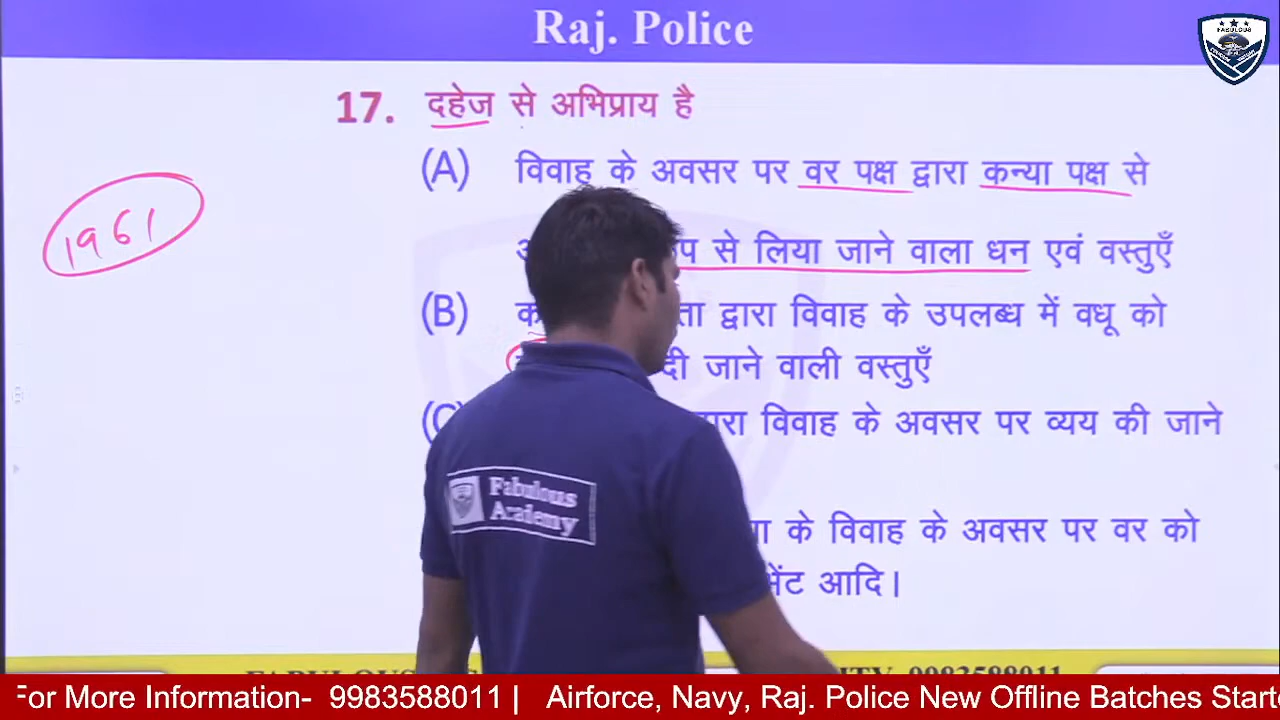 Raj. Police
FABULOUS
17. दहेज से अभिप्राय है
(A) विवाह के अवसर पर वर पक्ष द्वारा कन्या पक्ष से
1961
से लिया जाने वाला धन एवं वस्तुएँ
(B) द्वारा विवाह के उपलब्ध में वधू को
दी जाने वाली वस्तुएँ
(C) विवाह के अवसर पर व्यय की जाने
के विवाह के अवसर पर वर को
भेंट आदि।
Fabulous
Academy
9983588011
For More Information- 9983588011 | Airforce, Navy, Raj. Police New Offline Batches